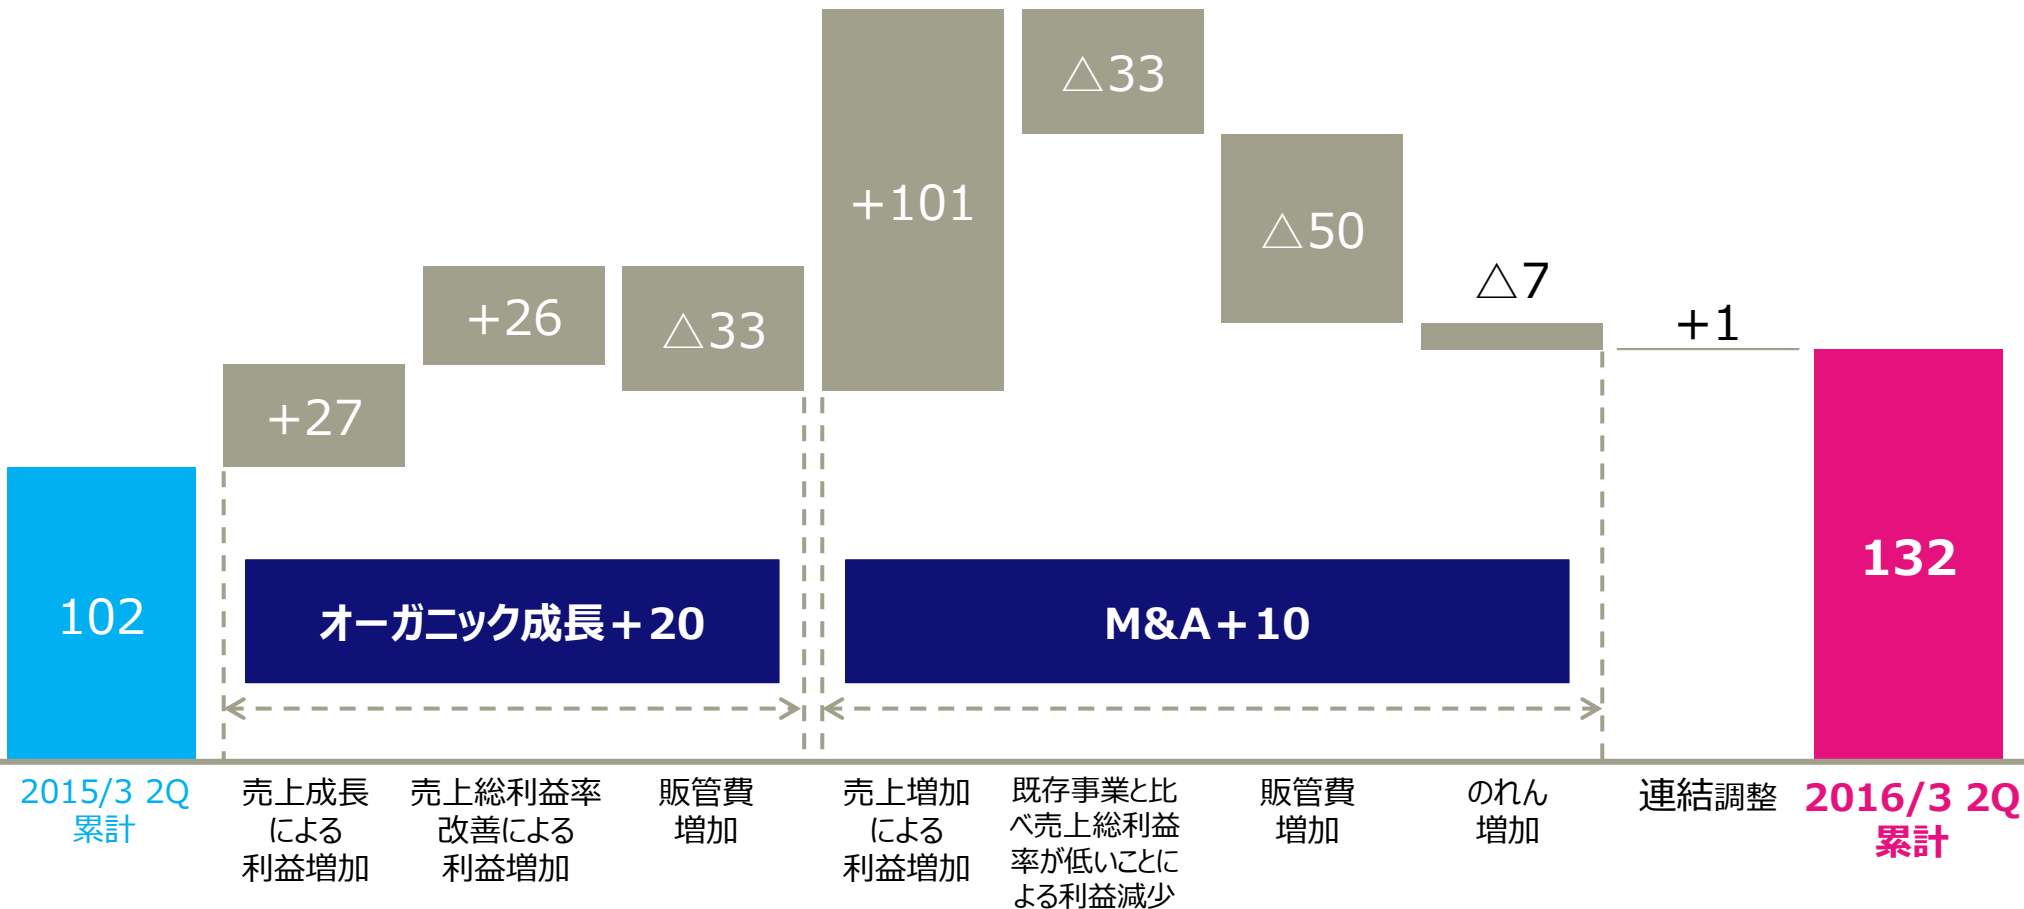 +27
+26
△33
+101
△33
△50
△7
+1
102
オーガニック成長＋20
M&A＋10
132
2015/3 2Q
累計
売上成長
による
利益増加
売上総利益率
改善による
利益増加
販管費
増加
売上増加
による
利益増加
既存事業と比
べ売上総利益
率が低いことに
よる利益減少
販管費
増加
のれん
増加
連結調整
2016/3 2Q
累計